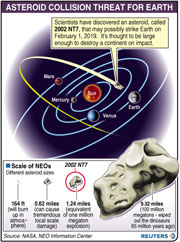 ASTEROID COLLISION THREAT FOR EARTH
Scientists have discovered an asteroid, called
2002 NT7, that may possibly strike Earth on
February 1, 2019. It's thought to be large
enough to destroy a continent on impact.
Mars
Mercury
Sun
Earth
Venus
Scale of NEOs
Different asteroid sizes
2002 NT7
164 ft
(will burn
up in
atmos-
phere)
0.62 miles
(can cause
tremendous
local scale
damage)
1.24 miles
(equivalent
explosion of
one million
megaton)
9.32 miles
(100 million
megatons - wiped
out the dinosaurs
65 million years ago)
Source: NASA, NEO Information Center
REUTERS